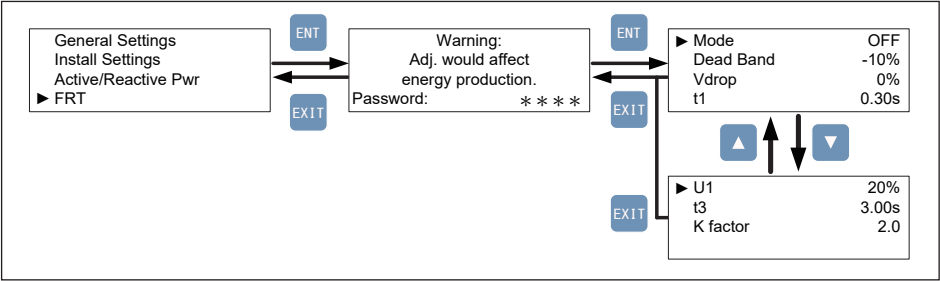 General Settings
Install Settings
Active/Reactive Pwr
▶ FRT
ENT
EXIT
Warning:
Adj. would affect
energy production.
Password: ****
ENT
EXIT
▶ Mode OFF
Dead Band -10%
Vdrop 0%
t1 0.30s
▲ ▼
EXIT
▶ U1 20%
t3 3.00s
K factor 2.0